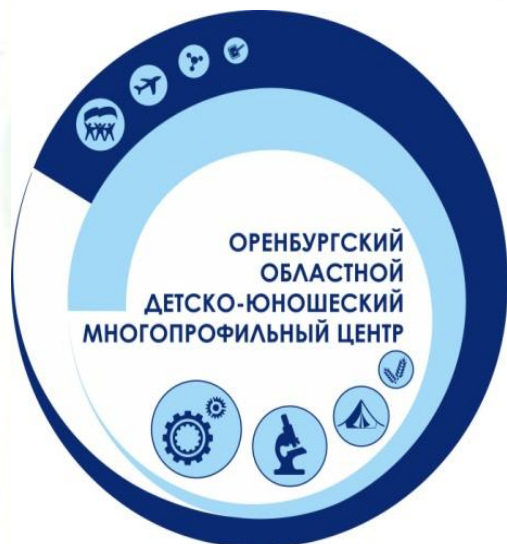 ОРЕНБУРГСКИЙ
ОБЛАСТНОЙ
ДЕТСКО-ЮНОШЕСКИЙ
МНОГОПРОФИЛЬНЫЙ ЦЕНТР